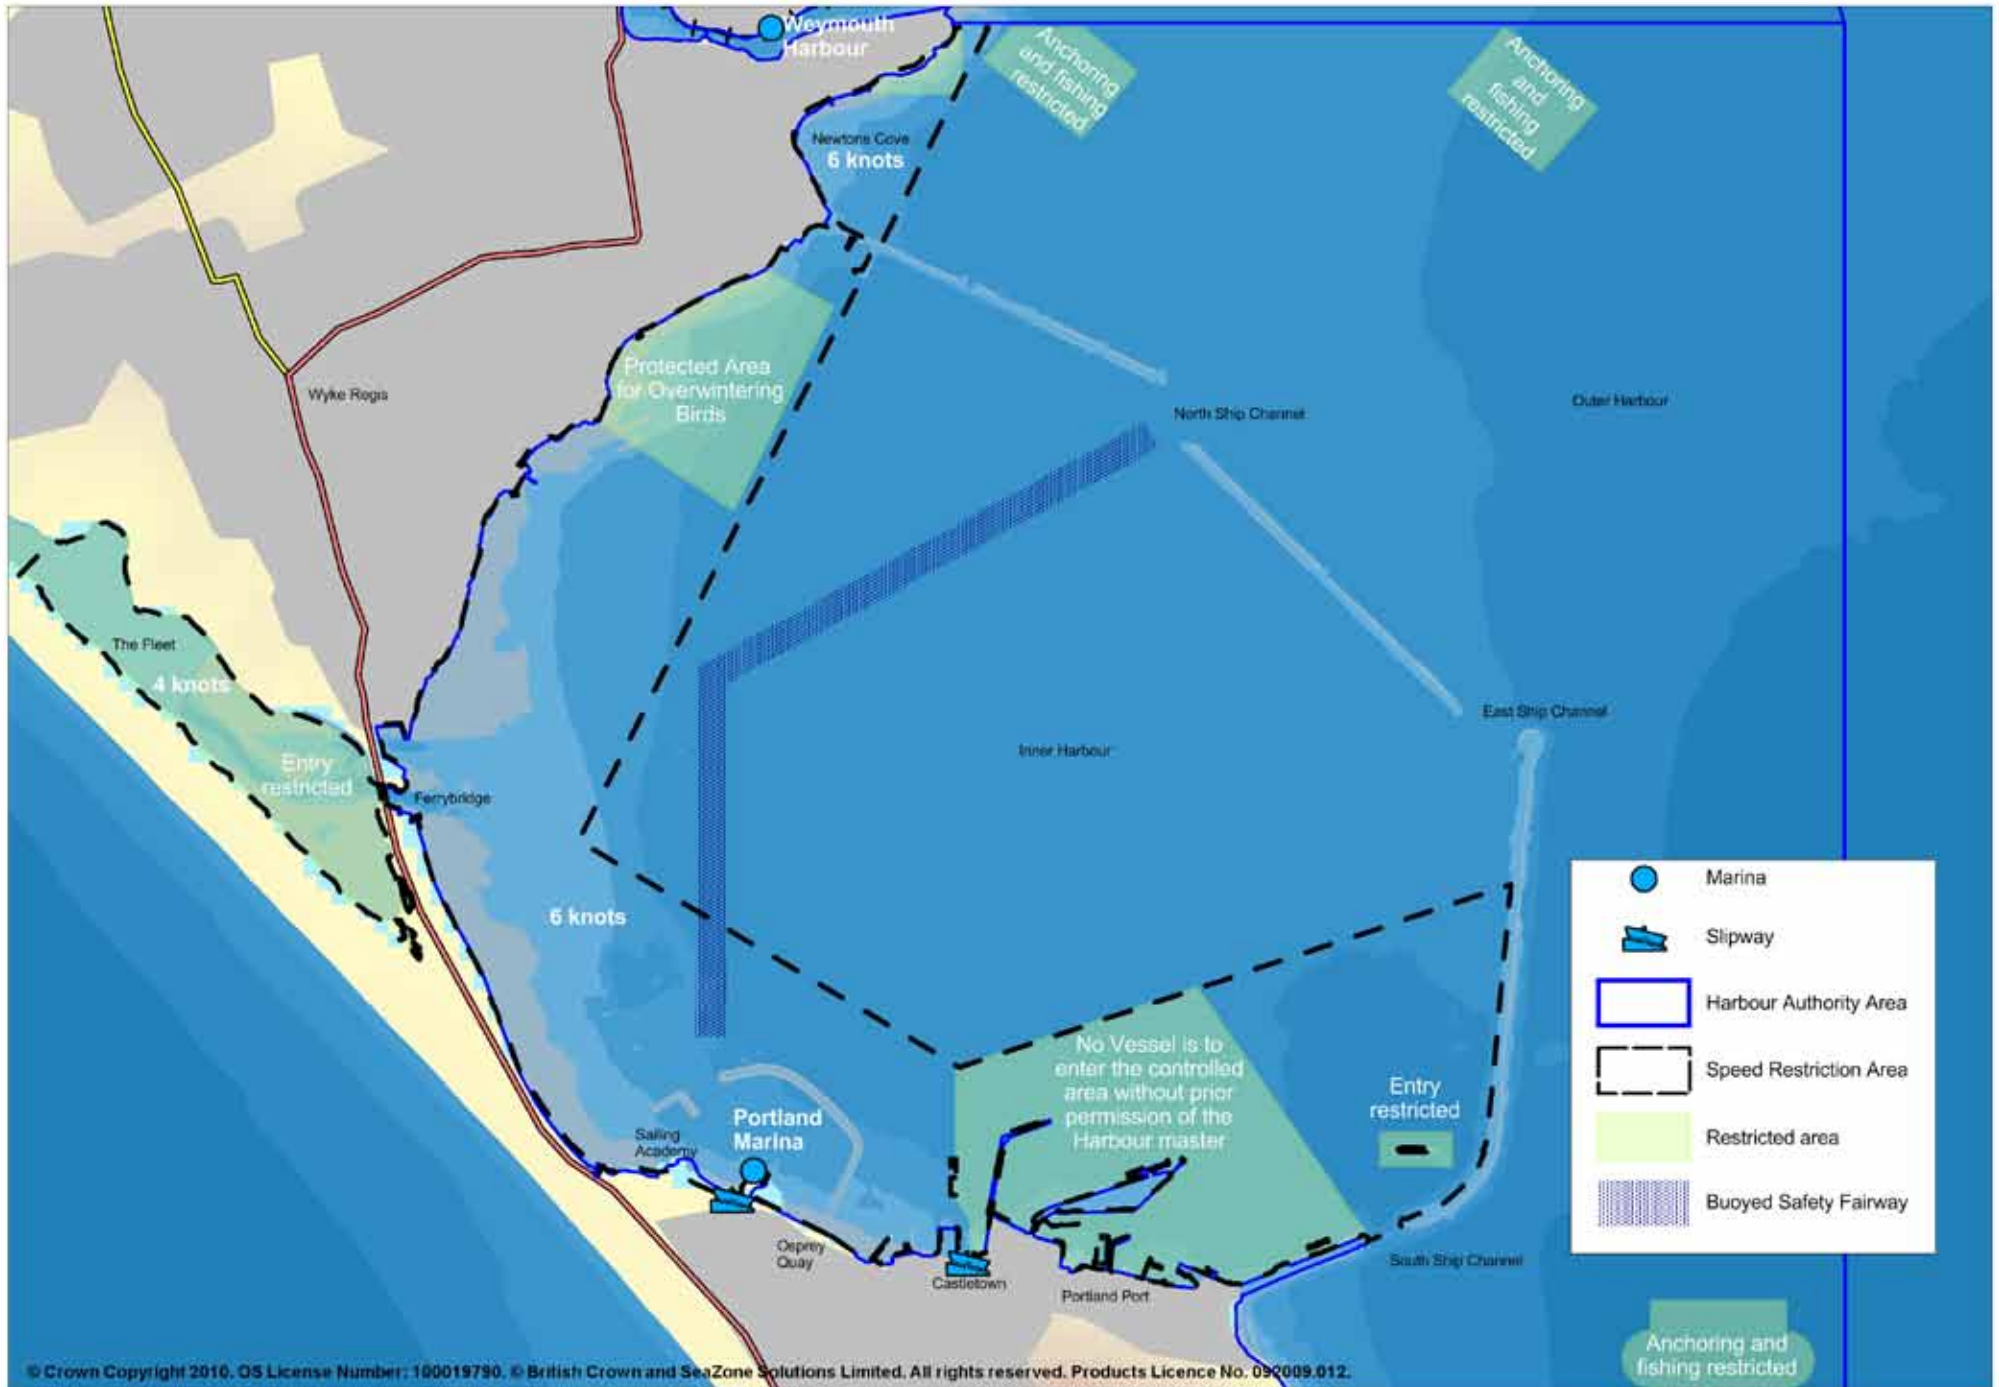 Weymouth
Harbour
Anchoring
and fishing
restricted
Anchoring
and
fishing
restricted
Newtons Cove
6 knots
Protected Area
for Overwintering
Birds
Wyke Regis
North Ship Channel
Outer Harbour
The Fleet
4 knots
Entry
restricted
Ferrybridge
Inner Harbour
East Ship Channel
6 knots
No Vessel is to
enter the controlled
area without prior
permission of the
Harbour master
Entry
restricted
Portland
Marina
Sailing
Academy
Osprey
Quay
Castletown
Portland Port
South Ship Channel
Marina
Slipway
Harbour Authority Area
Speed Restriction Area
Restricted area
Buoyed Safety Fairway
Anchoring and
fishing restricted
© Crown Copyright 2010. OS License Number: 100019790. © British Crown and SeaZone Solutions Limited. All rights reserved. Products Licence No. 092009.012.